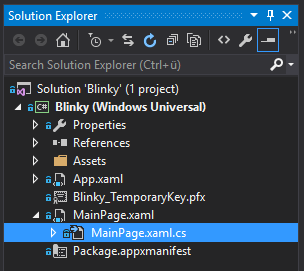 Solution Explorer
Search Solution Explorer (Ctrl+ü)
Solution 'Blinky' (1 project)
C# Blinky (Windows Universal)
Properties
References
Assets
App.xaml
Blinky_TemporaryKey.pfx
MainPage.xaml
MainPage.xaml.cs
Package.appxmanifest